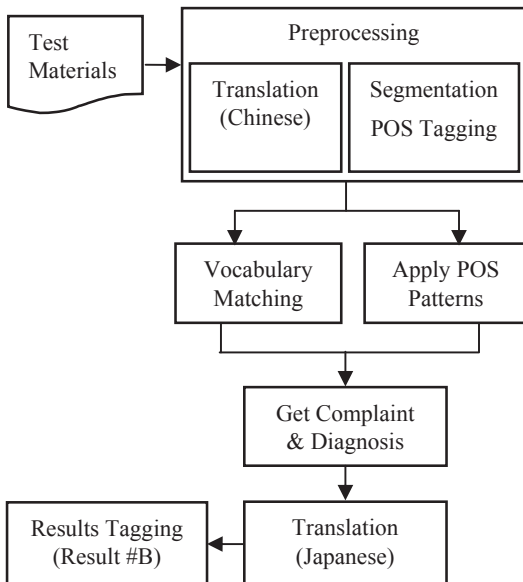 Test
Materials
Preprocessing
Translation
(Chinese)
Segmentation
POS Tagging
Vocabulary
Matching
Apply POS
Patterns
Get Complaint
& Diagnosis
Results Tagging
(Result #B)
Translation
(Japanese)